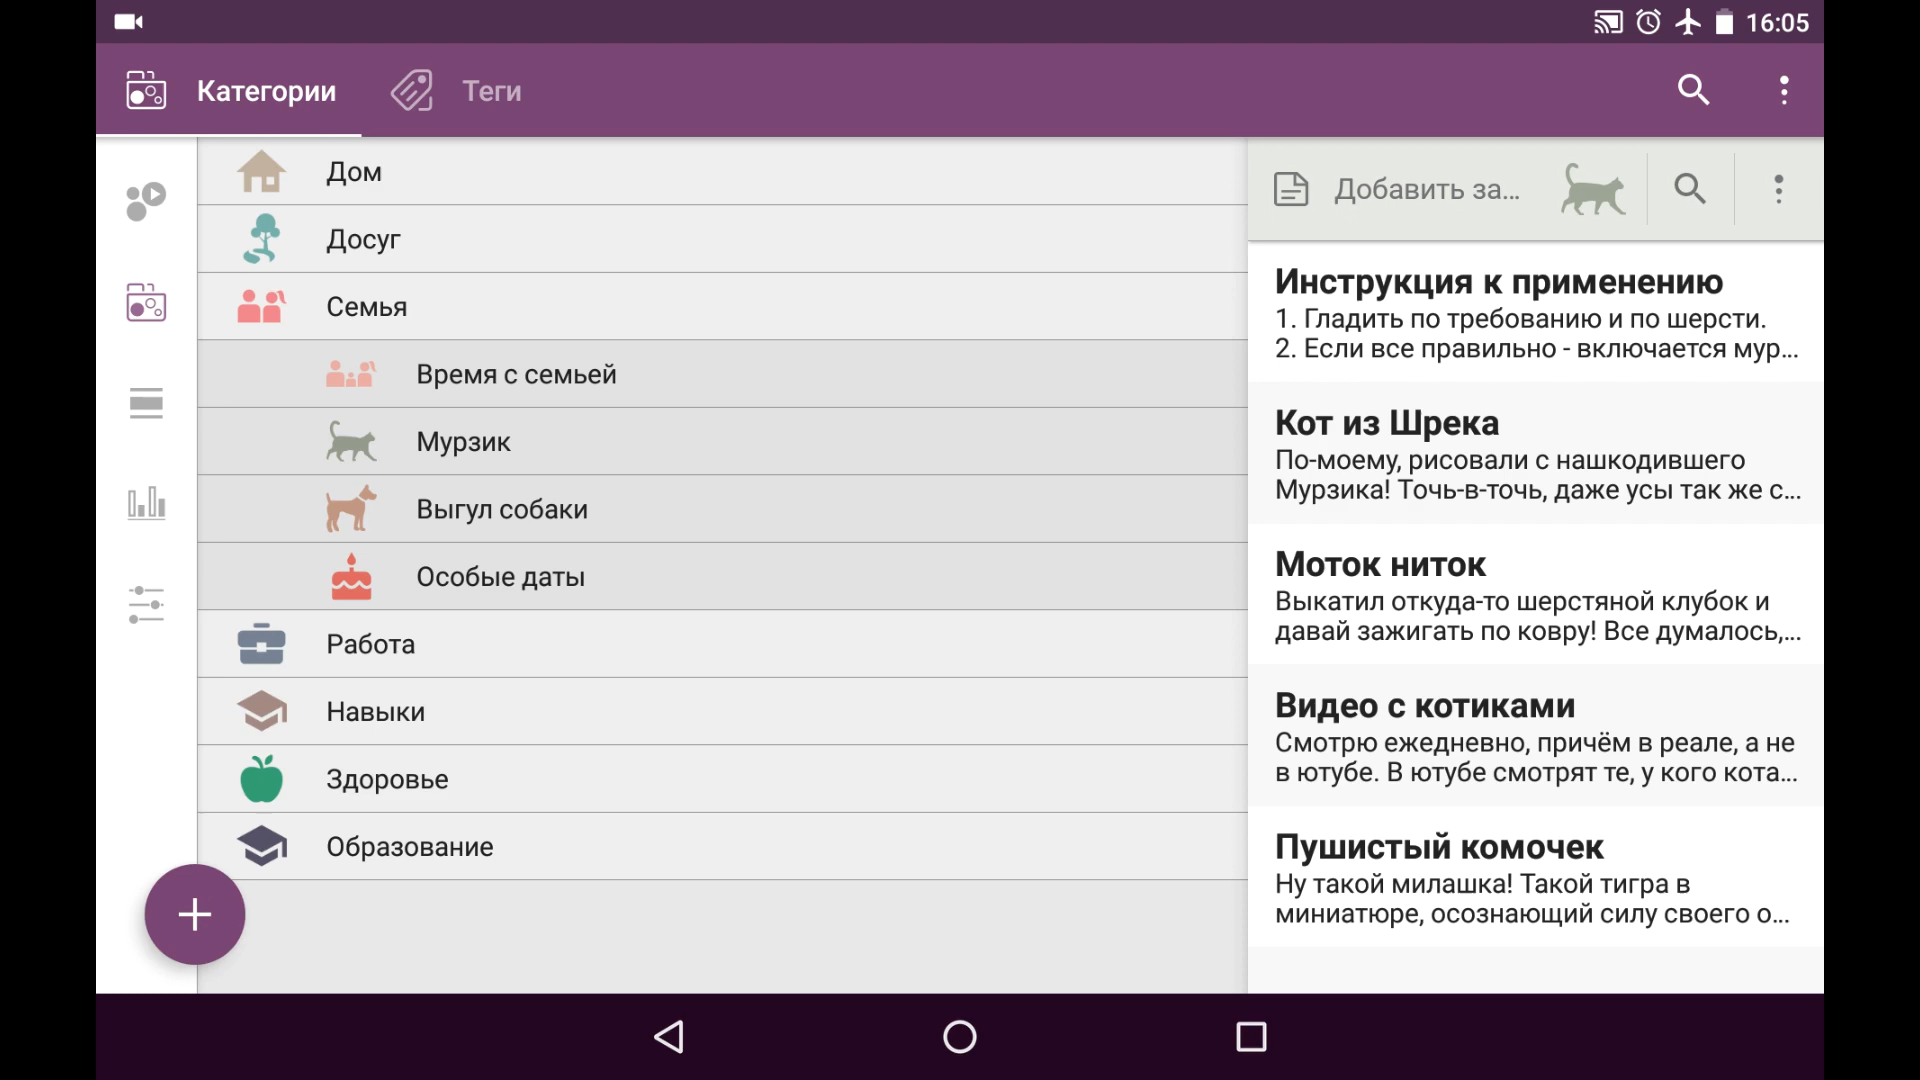 16:05
Категории
Теги
Дом
Досуг
Семья
Время с семьей
Мурзик
Выгул собаки
Особые даты
Работа
Навыки
Здоровье
Образование
Добавить за...
Инструкция к применению
1. Гладить по требованию и по шерсти.
2. Если все правильно - включается мур...
Кот из Шрека
По-моему, рисовали с нашкодившего
Мурзика! Точь-в-точь, даже усы так же с...
Моток ниток
Выкатил откуда-то шерстяной клубок и
давай зажигать по ковру! Все думалось,...
Видео с котиками
Смотрю ежедневно, причём в реале, а не
в ютубе. В ютубе смотрят те, у кого кота...
Пушистый комочек
Ну такой милашка! Такой тигра в
миниатюре, осознающий силу своего о...